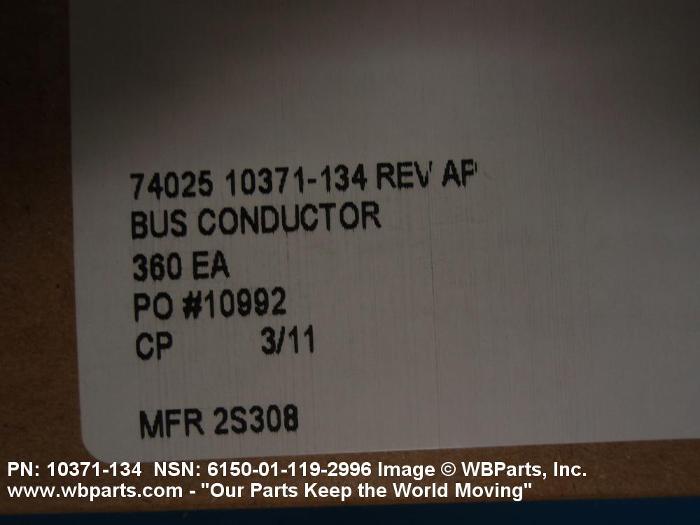 74025 10371-134 REV AP
BUS CONDUCTOR
360 EA
PO #10992
CP 3/11
MFR 2S308
PN: 10371-134 NSN: 6150-01-119-2996 Image © WBParts, Inc.
www.wbparts.com - "Our Parts Keep the World Moving"